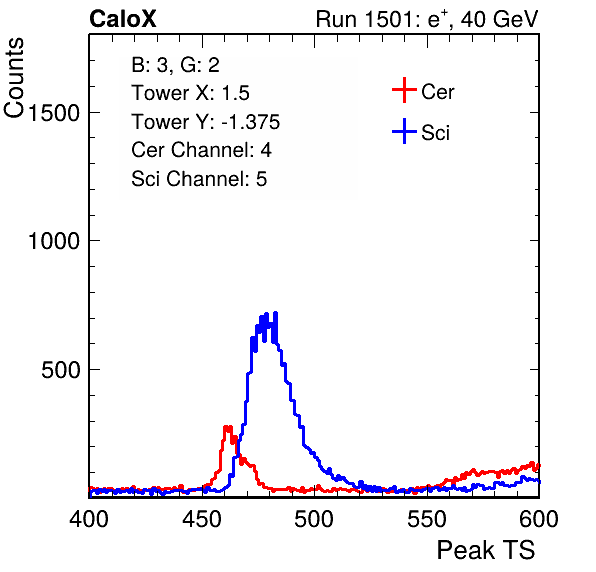 CaloX
Run 1501: e⁺, 40 GeV
Counts
B: 3, G: 2
Tower X: 1.5
Tower Y: -1.375
Cer Channel: 4
Sci Channel: 5
Cer
Sci
1500
1000
500
400 450 500 550 600
Peak TS